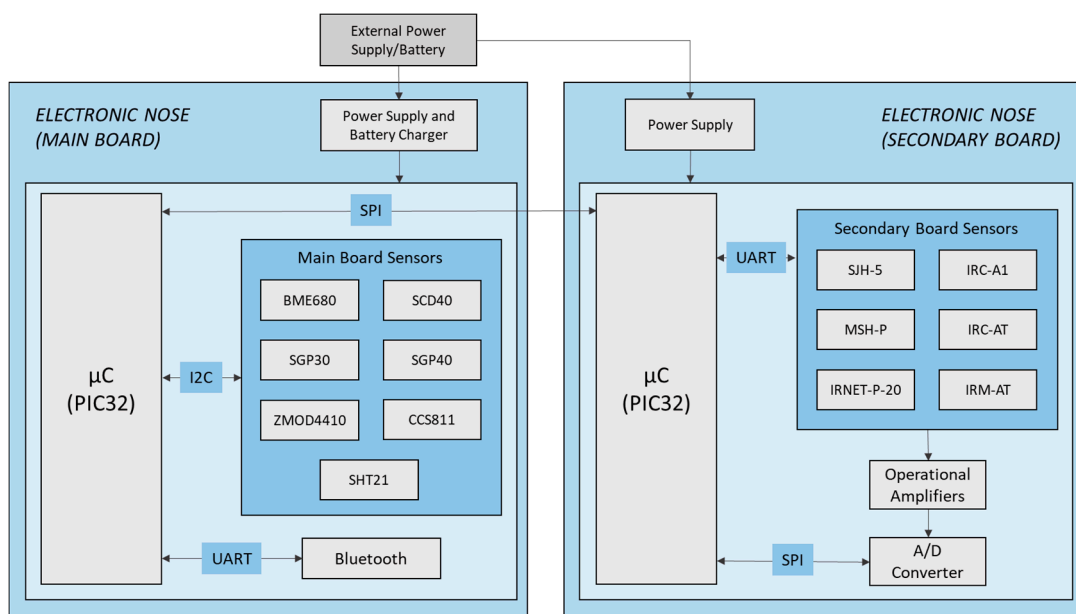 External Power
Supply/Battery
ELECTRONIC NOSE
(MAIN BOARD)
Power Supply and
Battery Charger
SPI
Main Board Sensors
BME680
SCD40
SGP30
SGP40
ZMOD4410
CCS811
SHT21
I2C
µC
(PIC32)
UART
Bluetooth
ELECTRONIC NOSE
(SECONDARY BOARD)
Power Supply
µC
(PIC32)
UART
Secondary Board Sensors
SJH-5
IRC-A1
MSH-P
IRC-AT
IRNET-P-20
IRM-AT
Operational
Amplifiers
SPI
A/D
Converter